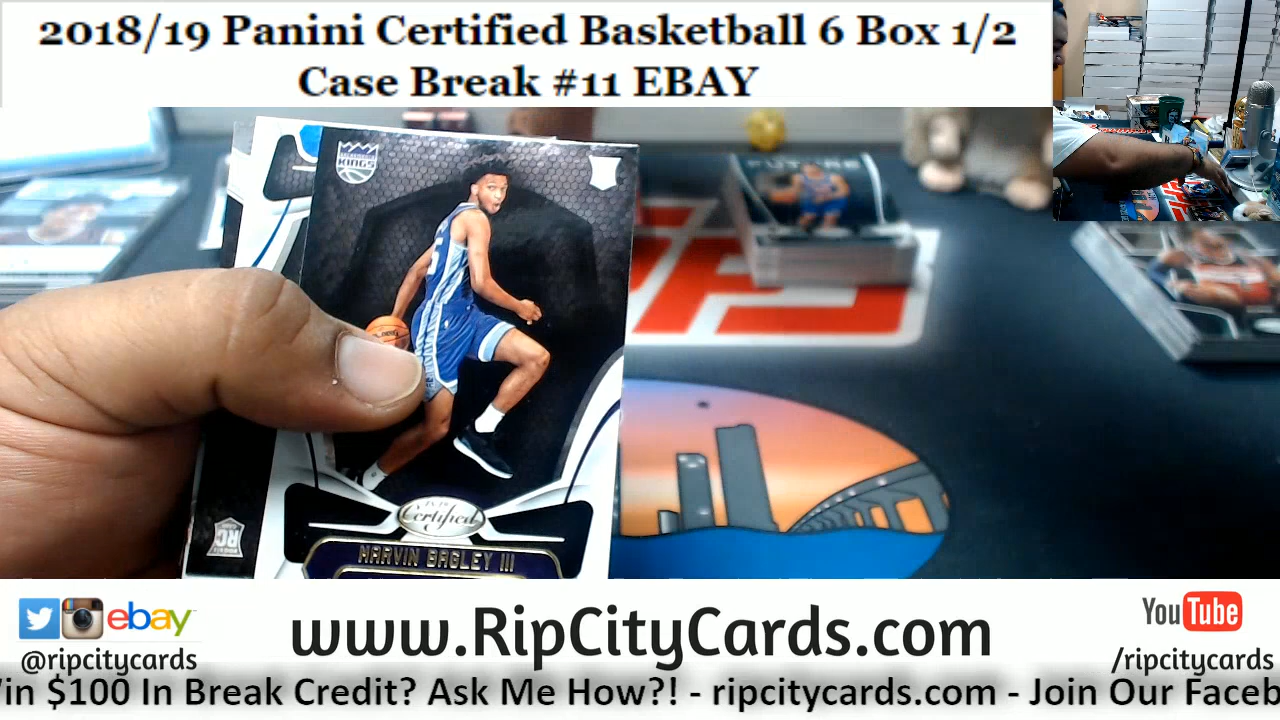 2018/19 Panini Certified Basketball 6 Box 1/2
Case Break #11 EBAY
KINGS
Certified
MARVIN BAGLEY III
RC
ebay
@ripcitycards
www.RipCityCards.com
YouTube
/ripcitycards
in $100 In Break Credit? Ask Me How?! - ripcitycards.com - Join Our Faceb